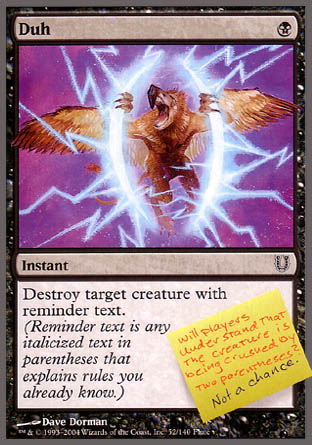 Duh
Instant
Destroy target creature with
reminder text.
(Reminder text is any
italicized text in
parentheses that
explains rules you
already know.)
Will Players
Understand That
The creature is
being crushed by
two parentheses?
Not a chance.
Dave Dorman
™ & © 1993–2004 Wizards of the Coast, Inc. 52/140